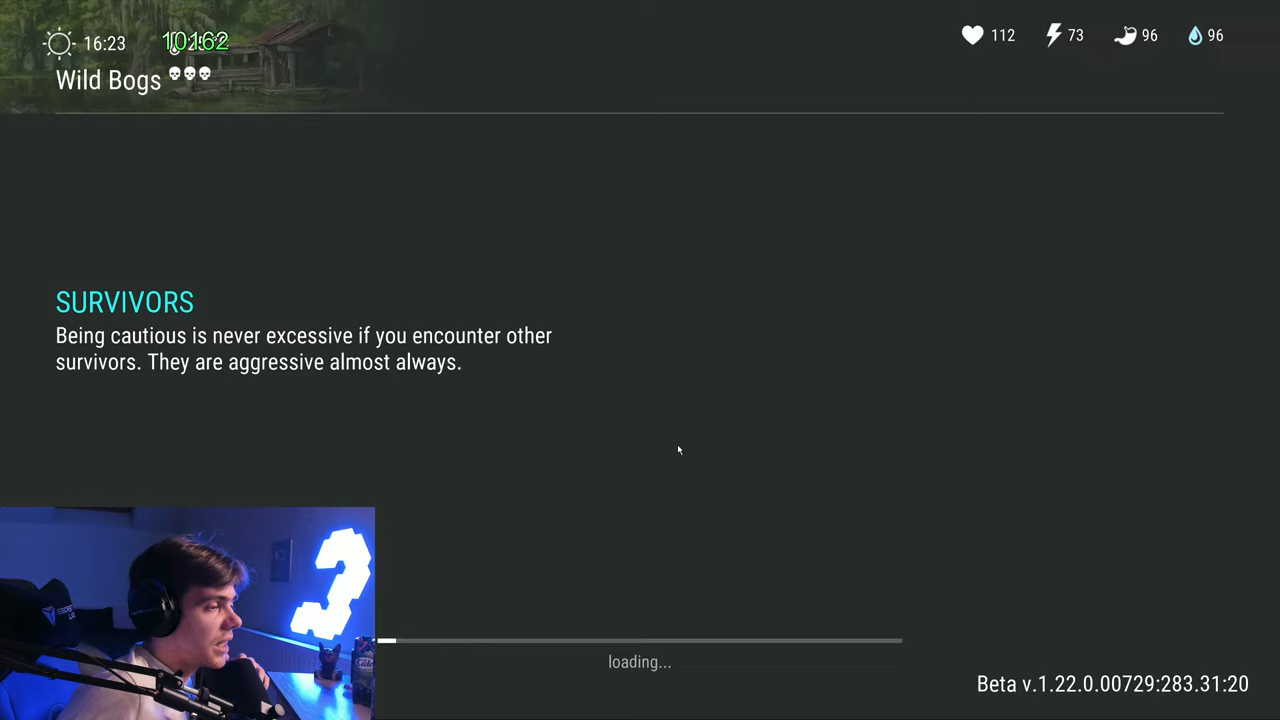 16:23
10162
112
73
96
96
Wild Bogs
SURVIVORS
Being cautious is never excessive if you encounter other
survivors. They are aggressive almost always.
loading...
Beta v.1.22.0.00729:283.31:20